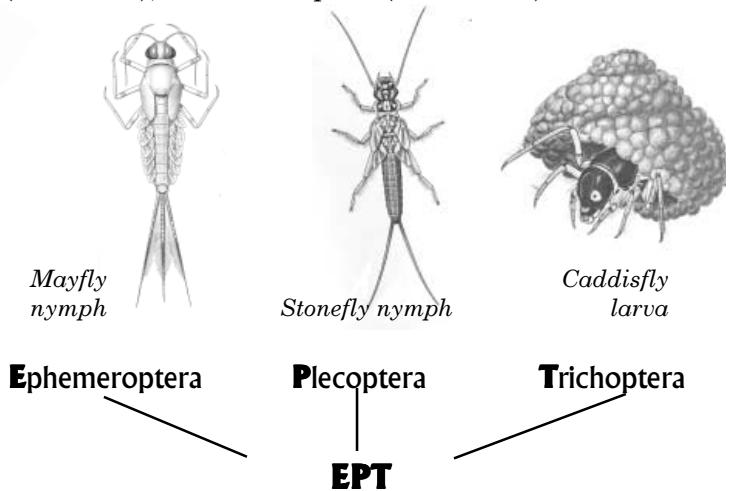 Mayfly
nymph
Stonefly nymph
Caddisfly
larva
Ephemeroptera
Plecoptera
Trichoptera
EPT